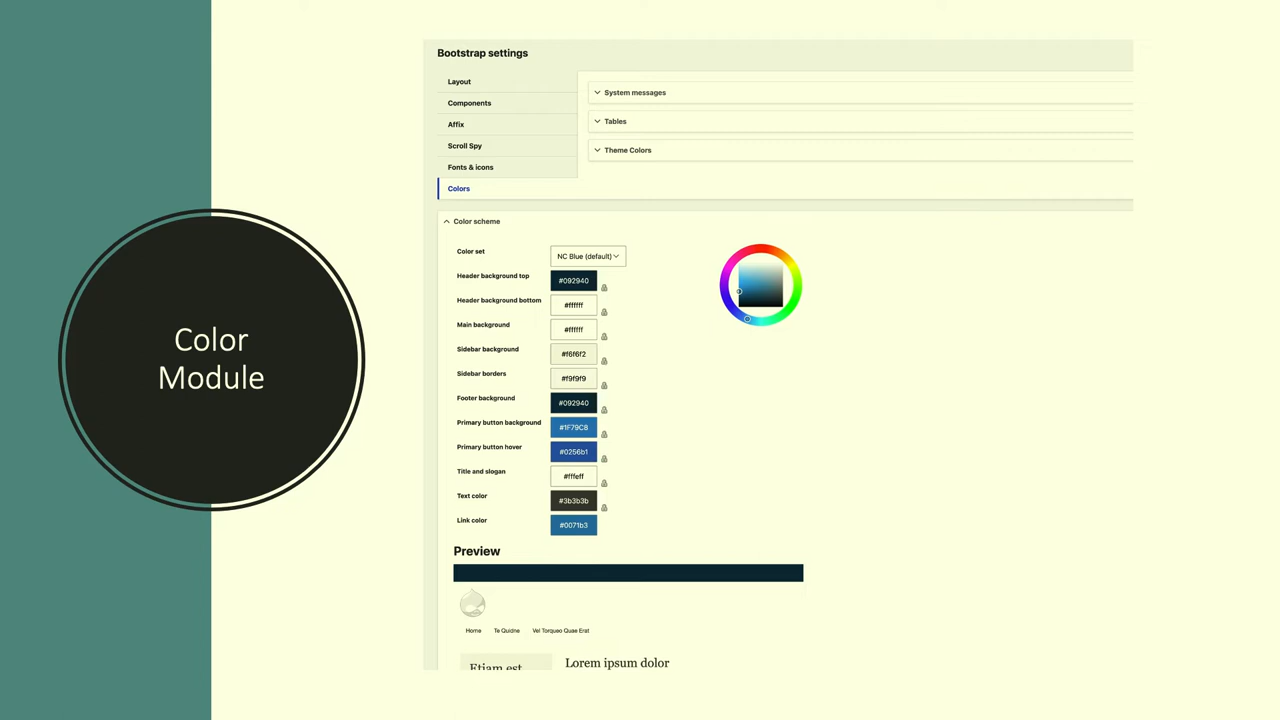 Color
Module
Bootstrap settings
Layout
Components
Affix
Scroll Spy
Fonts & icons
Colors
System messages
Tables
Theme Colors
Color scheme
Color set
NC Blue (default)
Header background top
#092940
Header background bottom
#ffffff
Main background
#ffffff
Sidebar background
#f6f6f2
Sidebar borders
#f9f9f9
Footer background
#092940
Primary button background
#1F79C8
Primary button hover
#0256b1
Title and slogan
#fffeff
Text color
#3b3b3b
Link color
#0071b3
Preview
Home
Te Quidne
Vel Torqueo Quae Erat
Etiam est
Lorem ipsum dolor